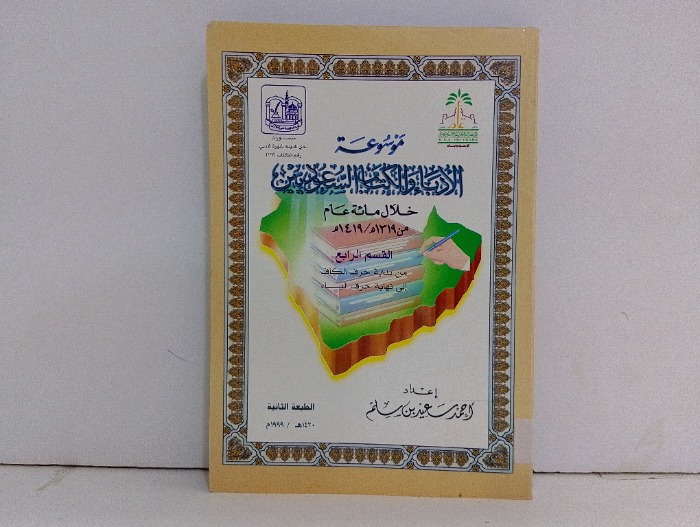 مَوْسُوعَة
الأدباء والكتاب السعوديين
خلال مائة عام
من ١٣١٩هـ/ ١٤١٩هـ
القسم الرابع
من بداية حرف الكاف
إلى نهاية حرف الياء
إعداد
أحمد سعيد بن سلم
الطبعة الثانية
١٤٢٠هـ / ١٩٩٩م